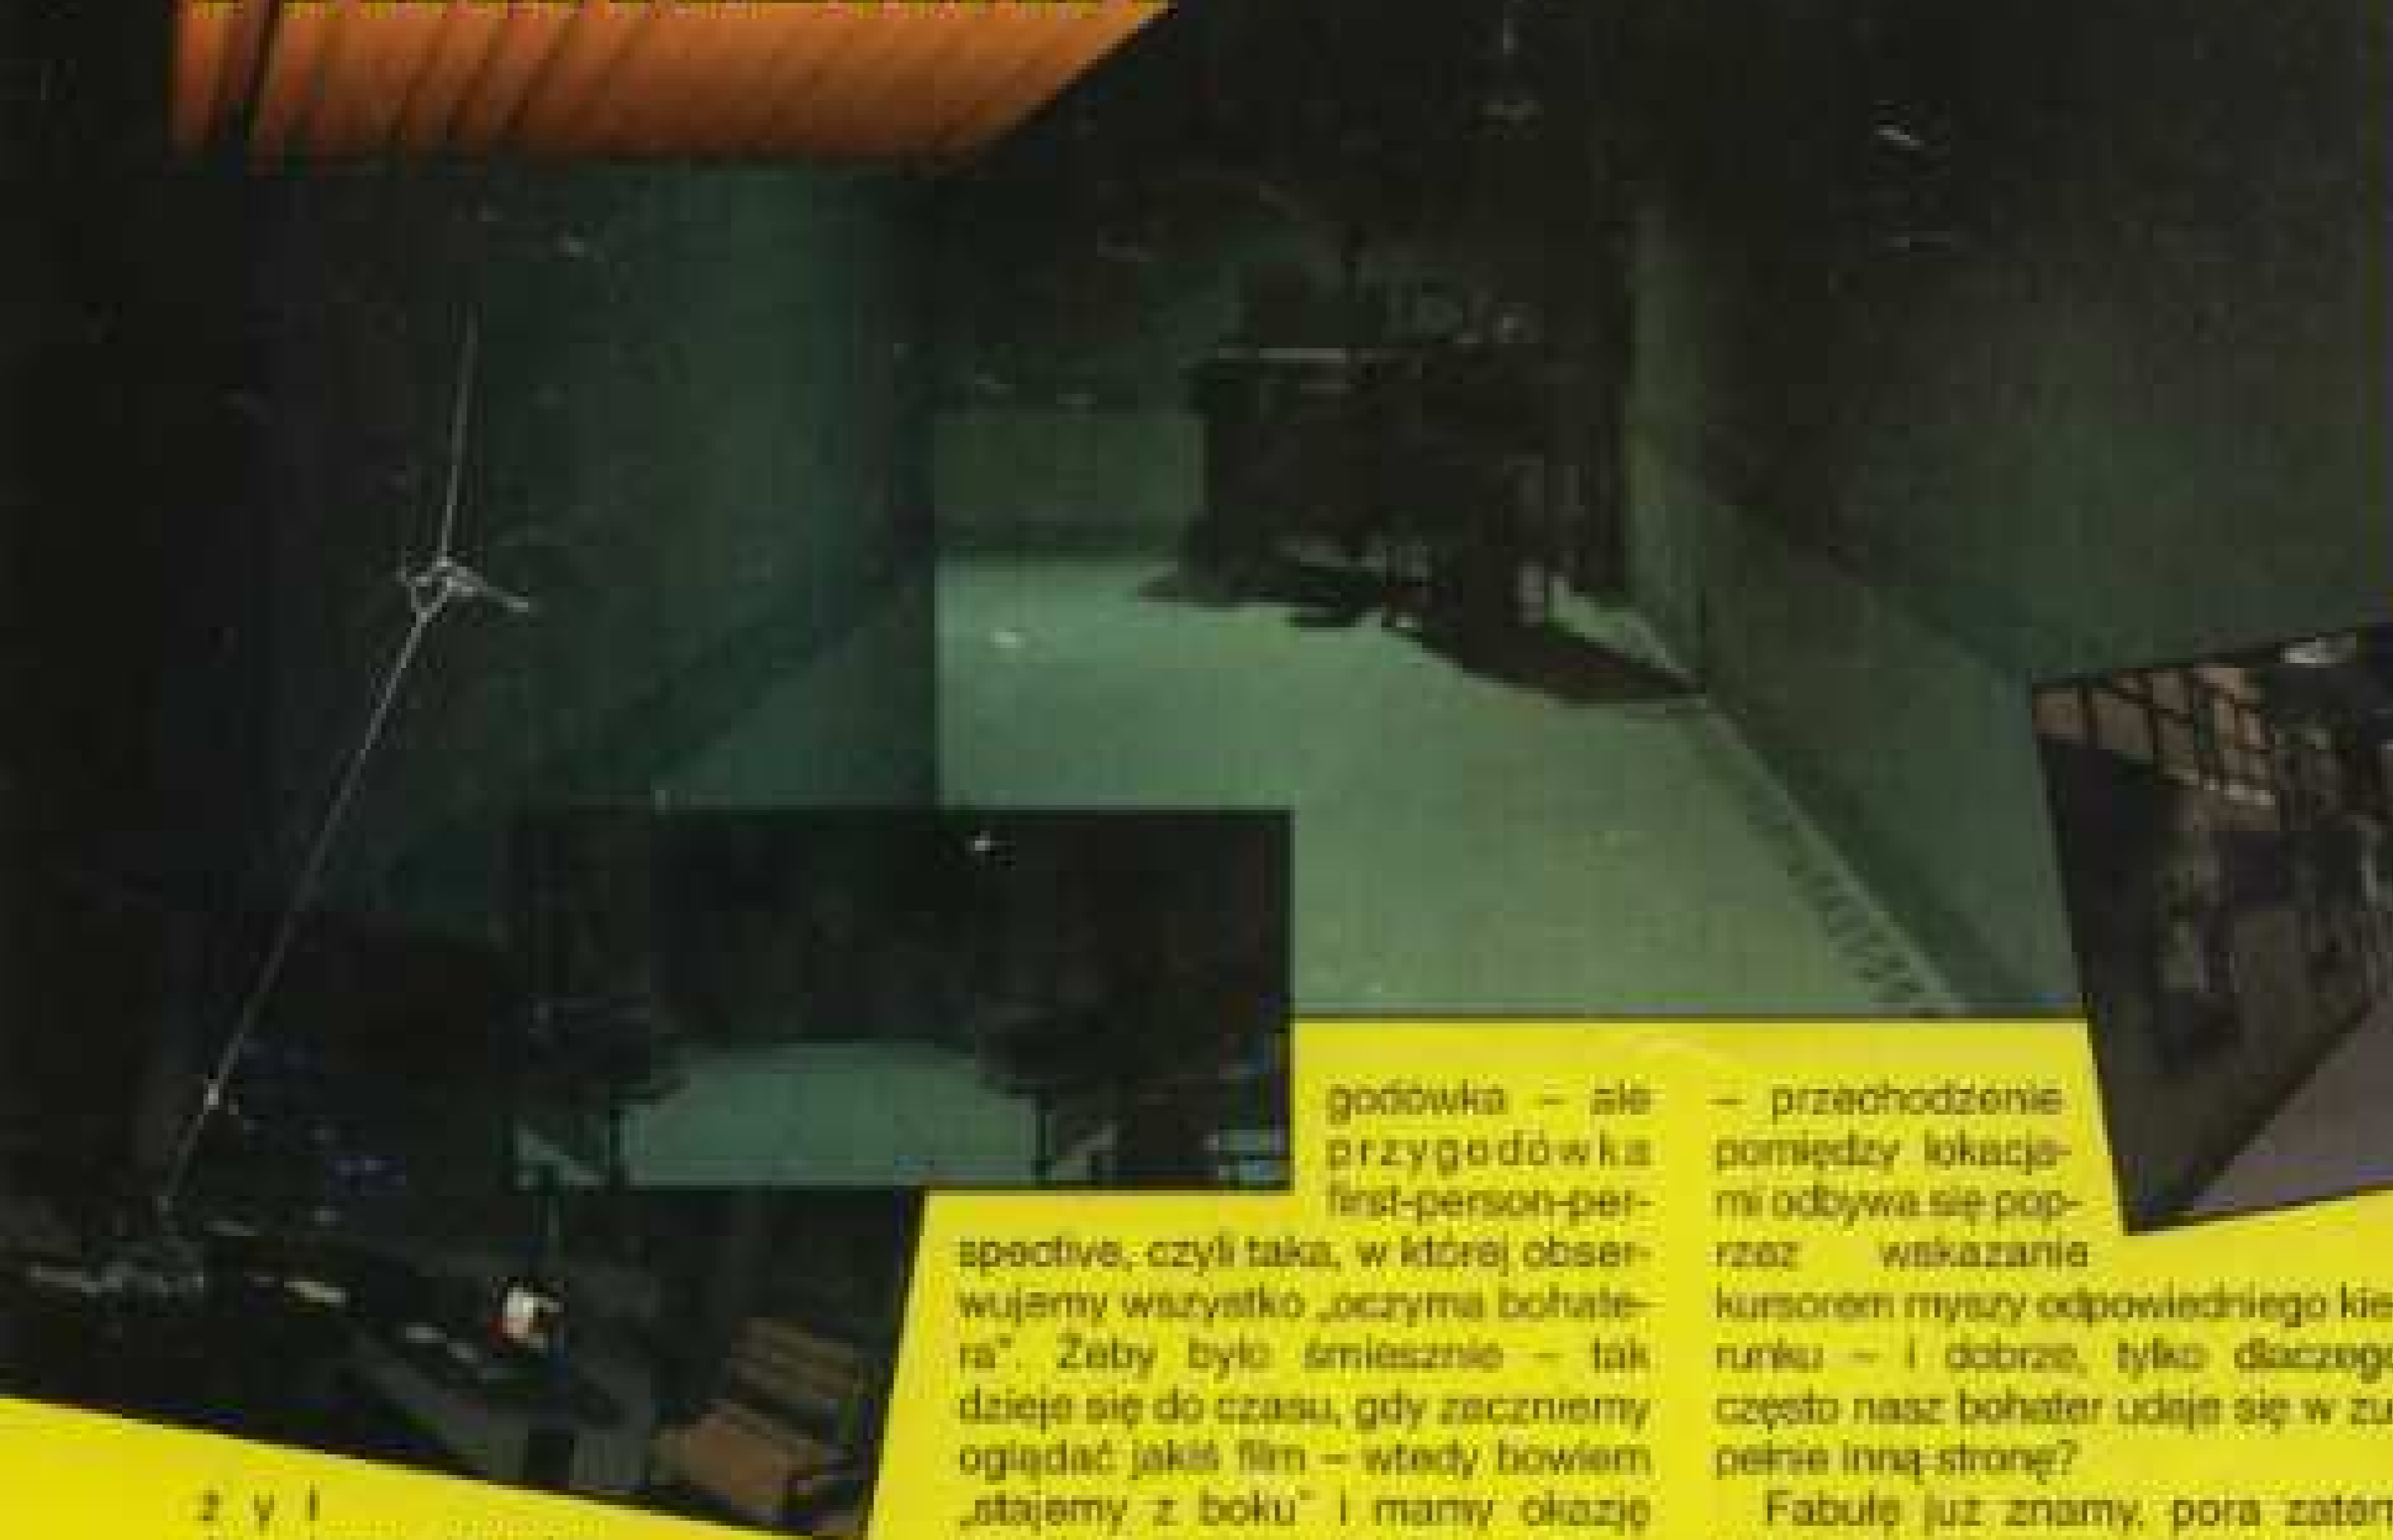 godówka – ale
przygodówka
first-person-per-
spective, czyli taka, w której obser-
wujemy wszystko „oczyma bohate-
ra”. Żeby było śmiesznie – tak
dzieje się do czasu, gdy zaczniemy
oglądać jakiś film – wtedy bowiem
„stajemy z boku” i mamy okazję
– przechodzenie
pomiędzy lokacja-
mi odbywa się pop-
rzez wskazanie
kursorem myszy odpowiedniego kie-
runku – i dobrze, tylko dlaczego
często nasz bohater udaje się w zu-
pełnie inną stronę?
Fabułę już znamy, pora zatem
ż y ł